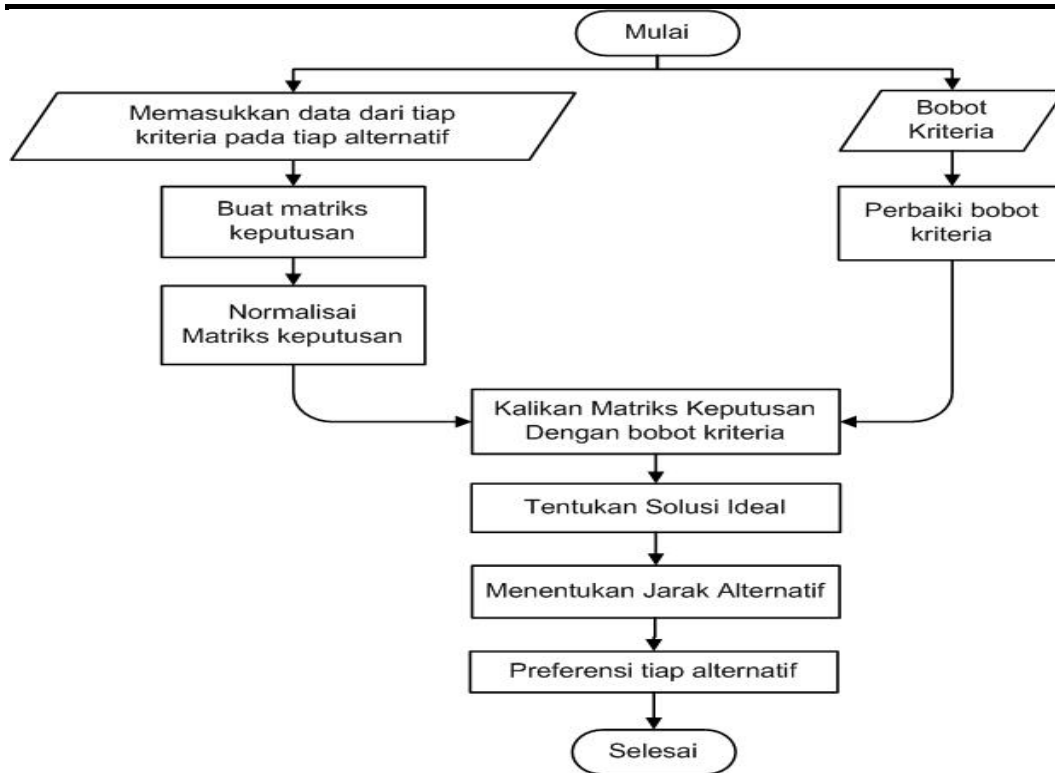 Mulai
Memasukkan data dari tiap
kriteria pada tiap alternatif
Bobot
Kriteria
Buat matriks
keputusan
Perbaiki bobot
kriteria
Normalisai
Matriks keputusan
Kalikan Matriks Keputusan
Dengan bobot kriteria
Tentukan Solusi Ideal
Menentukan Jarak Alternatif
Preferensi tiap alternatif
Selesai